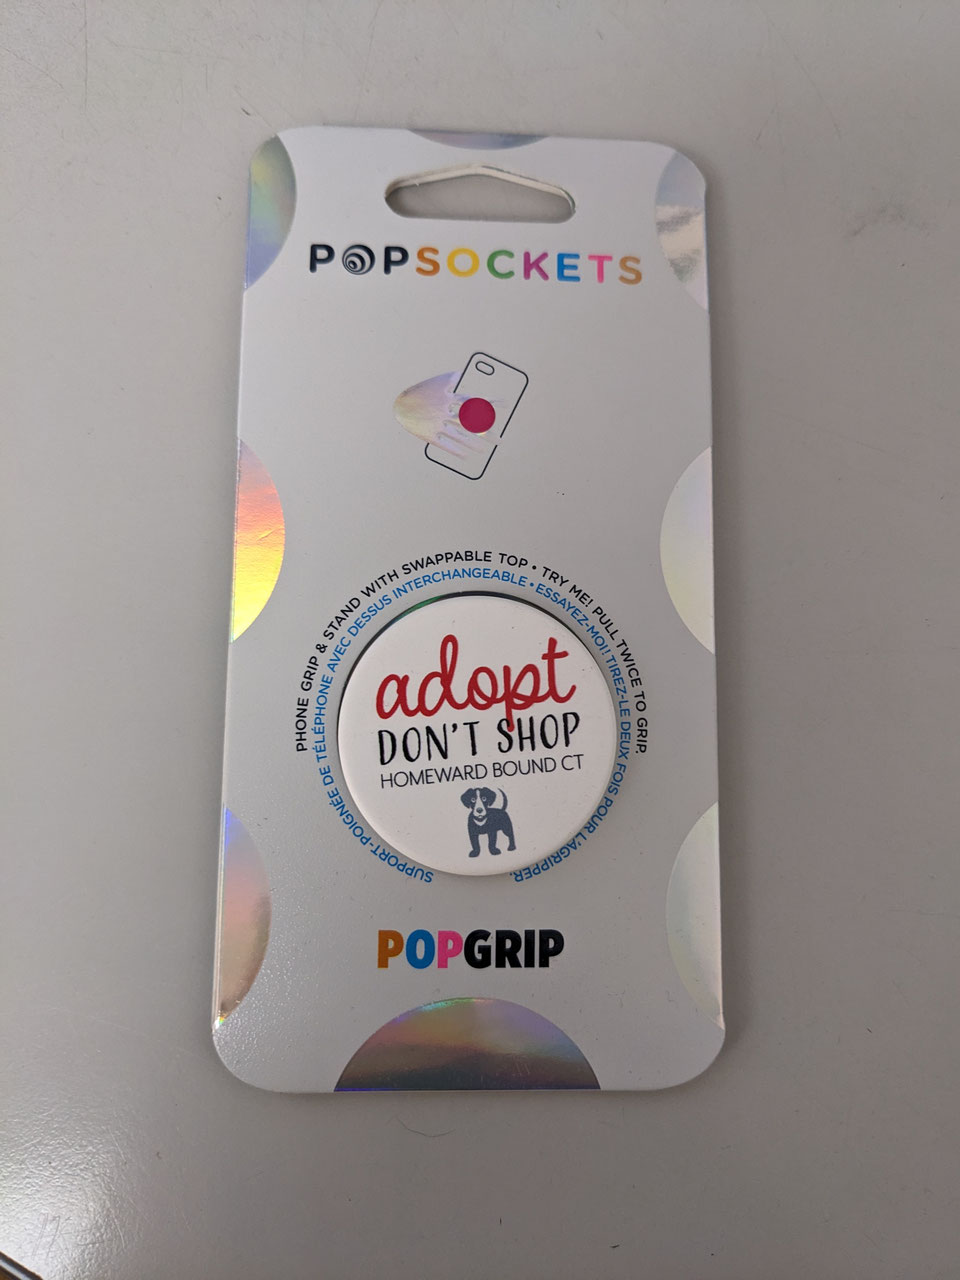 POPSOCKETS
PHONE GRIP & STAND WITH SWAPPABLE TOP • TRY ME! PULL TWICE TO GRIP.
SUPPORT-POIGNÉE DE TÉLÉPHONE AVEC DESSUS INTERCHANGEABLE • ESSAYEZ-MOI! TIREZ-LE DEUX FOIS POUR L'AGRIPPER.
adopt
DON'T SHOP
HOMEWARD BOUND CT
POPGRIP